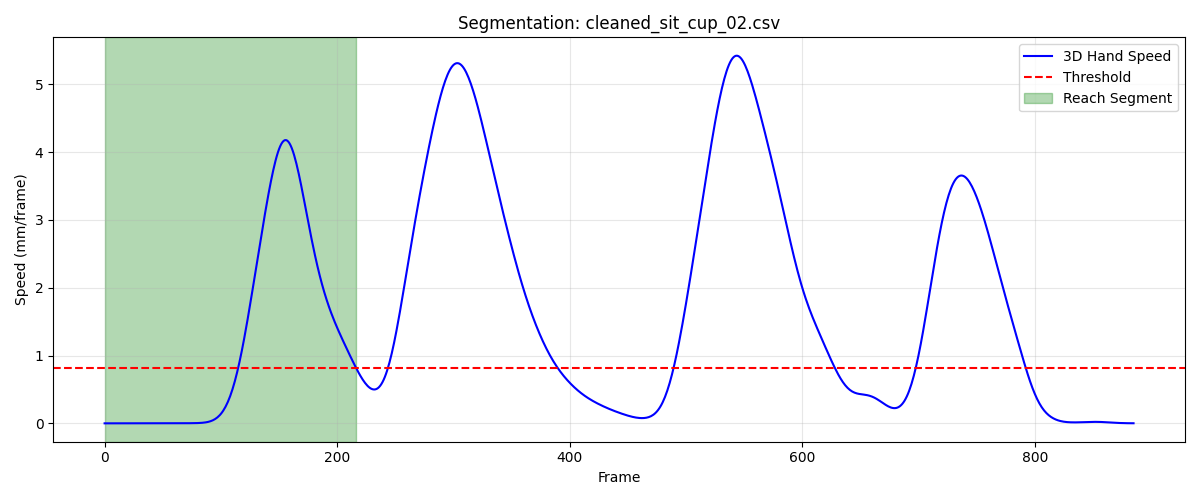 Segmentation: cleaned_sit_cup_02.csv
3D Hand Speed
Threshold
Reach Segment
Speed (mm/frame)
5
4
3
2
1
0
0 200 400 600 800
Frame